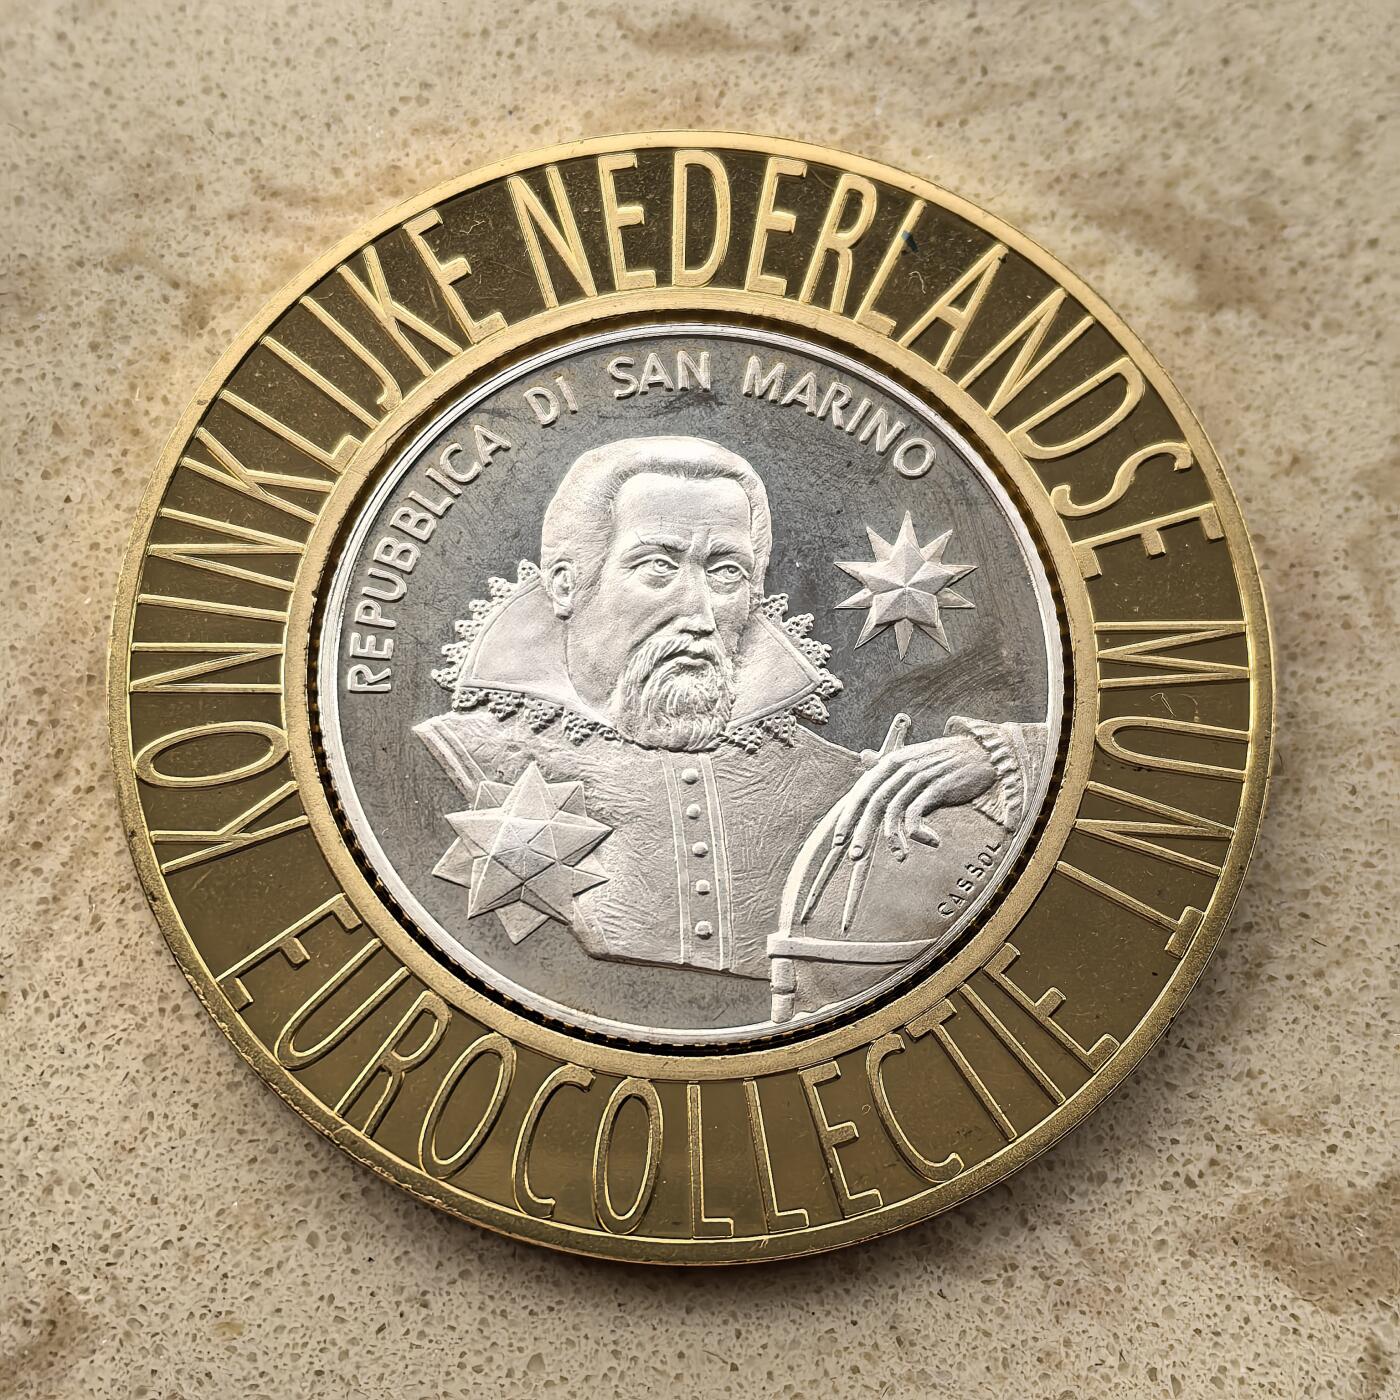 KONINKLIJKE NEDERLANDSE MUNT
EUROCOLLECTIE
REPUBBLICA DI SAN MARINO
CASSOL